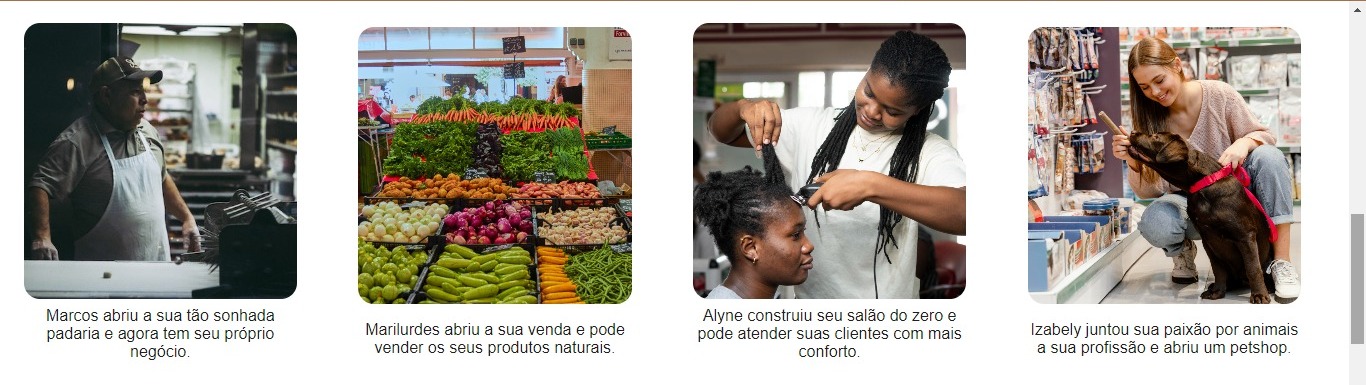 Marcos abriu a sua tão sonhada
padaria e agora tem seu próprio
negócio.
Marilurdes abriu a sua venda e pode
vender os seus produtos naturais.
Alyne construiu seu salão do zero e
pode atender suas clientes com mais
conforto.
Izabely juntou sua paixão por animais
a sua profissão e abriu um petshop.